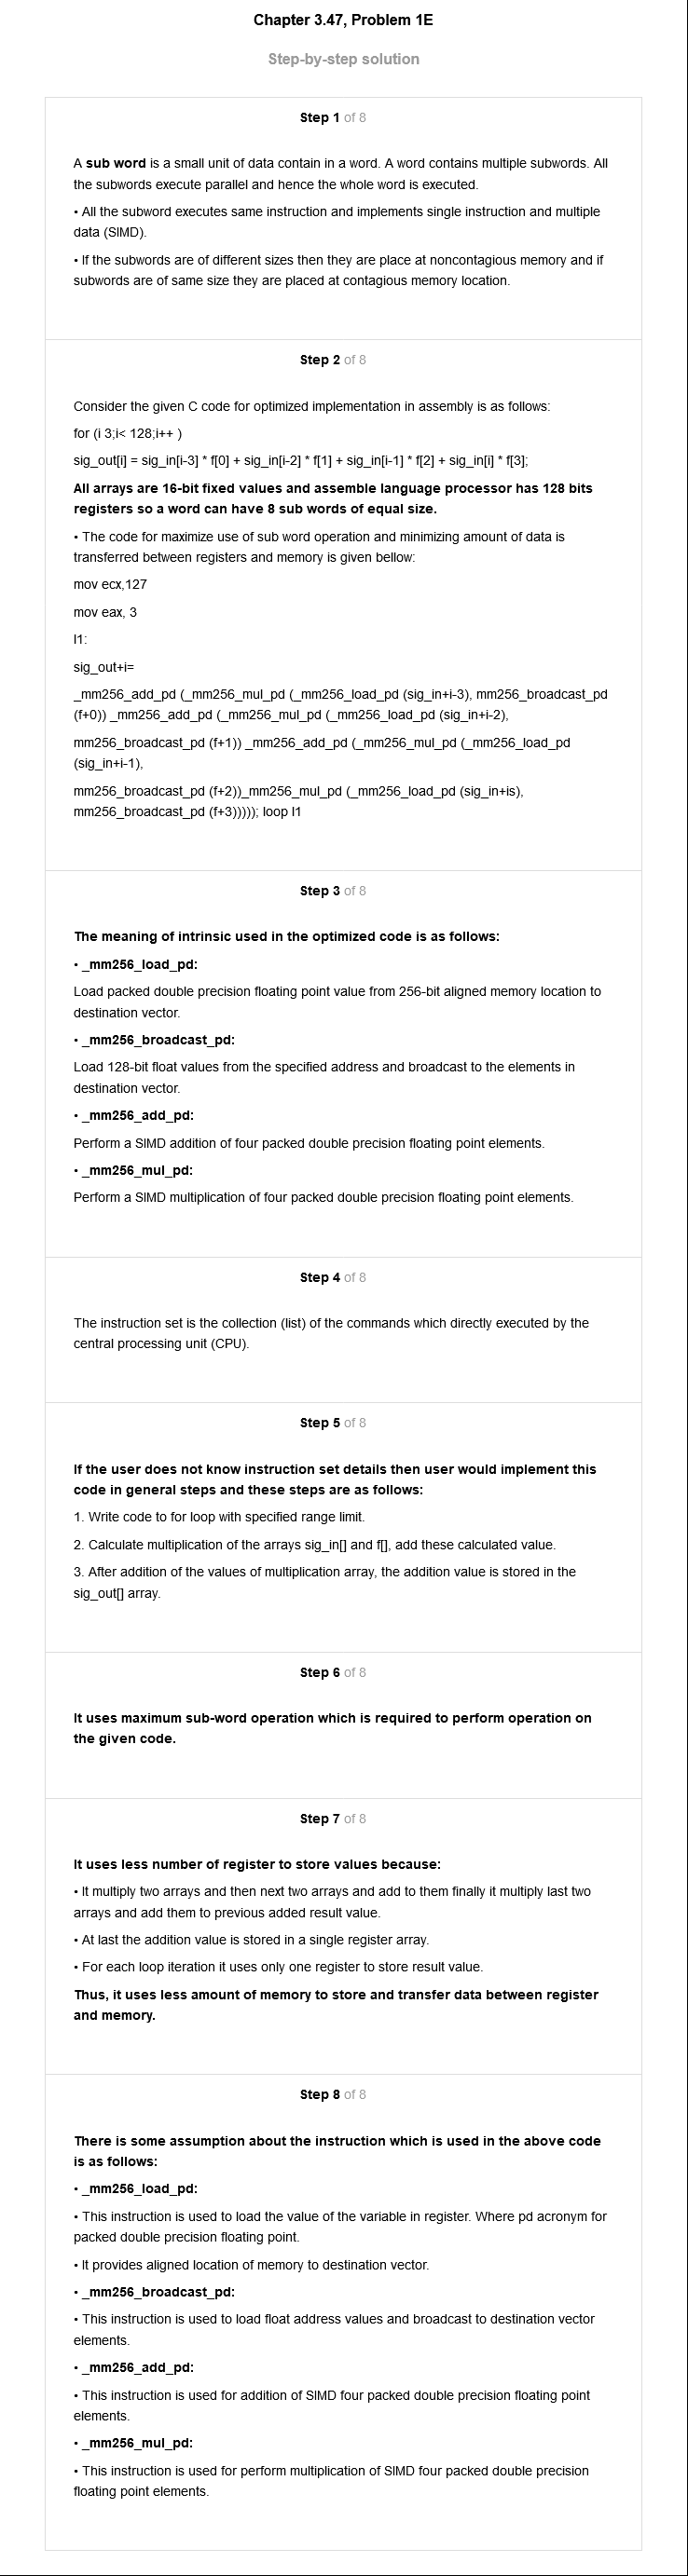 Chapter 3.47, Problem 1E
Step-by-step solution
Step 1 of 8
A sub word is a small unit of data contain in a word. A word contains multiple subwords. All
the subwords execute parallel and hence the whole word is executed.
• All the subword executes same instruction and implements single instruction and multiple
data (SIMD).
• If the subwords are of different sizes then they are place at noncontagious memory and if
subwords are of same size they are placed at contagious memory location.
Step 2 of 8
Consider the given C code for optimized implementation in assembly is as follows:
for (i 3;i< 128;i++ )
sig_out[i] = sig_in[i-3] * f[0] + sig_in[i-2] * f[1] + sig_in[i-1] * f[2] + sig_in[i] * f[3];
All arrays are 16-bit fixed values and assemble language processor has 128 bits
registers so a word can have 8 sub words of equal size.
• The code for maximize use of sub word operation and minimizing amount of data is
transferred between registers and memory is given bellow:
mov ecx,127
mov eax, 3
l1:
sig_out+i=
_mm256_add_pd (_mm256_mul_pd (_mm256_load_pd (sig_in+i-3), mm256_broadcast_pd
(f+0)) _mm256_add_pd (_mm256_mul_pd (_mm256_load_pd (sig_in+i-2),
mm256_broadcast_pd (f+1)) _mm256_add_pd (_mm256_mul_pd (_mm256_load_pd
(sig_in+i-1),
mm256_broadcast_pd (f+2))_mm256_mul_pd (_mm256_load_pd (sig_in+is),
mm256_broadcast_pd (f+3))))); loop l1
Step 3 of 8
The meaning of intrinsic used in the optimized code is as follows:
• _mm256_load_pd:
Load packed double precision floating point value from 256-bit aligned memory location to
destination vector.
• _mm256_broadcast_pd:
Load 128-bit float values from the specified address and broadcast to the elements in
destination vector.
• _mm256_add_pd:
Perform a SIMD addition of four packed double precision floating point elements.
• _mm256_mul_pd:
Perform a SIMD multiplication of four packed double precision floating point elements.
Step 4 of 8
The instruction set is the collection (list) of the commands which directly executed by the
central processing unit (CPU).
Step 5 of 8
If the user does not know instruction set details then user would implement this
code in general steps and these steps are as follows:
1. Write code to for loop with specified range limit.
2. Calculate multiplication of the arrays sig_in[] and f[], add these calculated value.
3. After addition of the values of multiplication array, the addition value is stored in the
sig_out[] array.
Step 6 of 8
It uses maximum sub-word operation which is required to perform operation on
the given code.
Step 7 of 8
It uses less number of register to store values because:
• It multiply two arrays and then next two arrays and add to them finally it multiply last two
arrays and add them to previous added result value.
• At last the addition value is stored in a single register array.
• For each loop iteration it uses only one register to store result value.
Thus, it uses less amount of memory to store and transfer data between register
and memory.
Step 8 of 8
There is some assumption about the instruction which is used in the above code
is as follows:
• _mm256_load_pd:
• This instruction is used to load the value of the variable in register. Where pd acronym for
packed double precision floating point.
• It provides aligned location of memory to destination vector.
• _mm256_broadcast_pd:
• This instruction is used to load float address values and broadcast to destination vector
elements.
• _mm256_add_pd:
• This instruction is used for addition of SIMD four packed double precision floating point
elements.
• _mm256_mul_pd:
• This instruction is used for perform multiplication of SIMD four packed double precision
floating point elements.